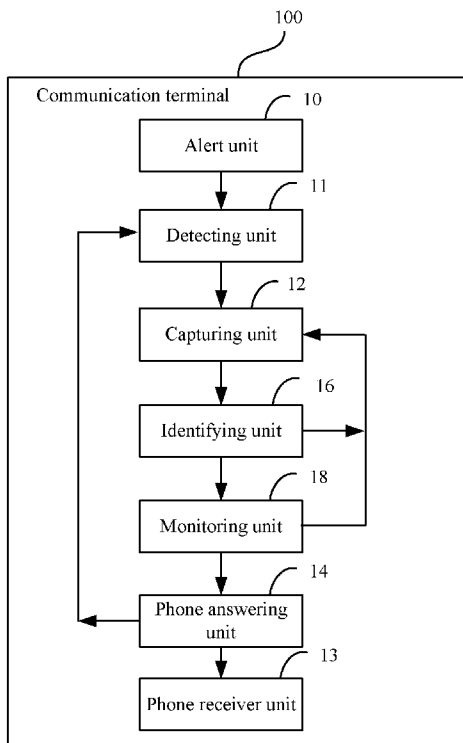 100
Communication terminal
10
Alert unit
11
Detecting unit
12
Capturing unit
16
Identifying unit
18
Monitoring unit
14
Phone answering
unit
13
Phone receiver unit